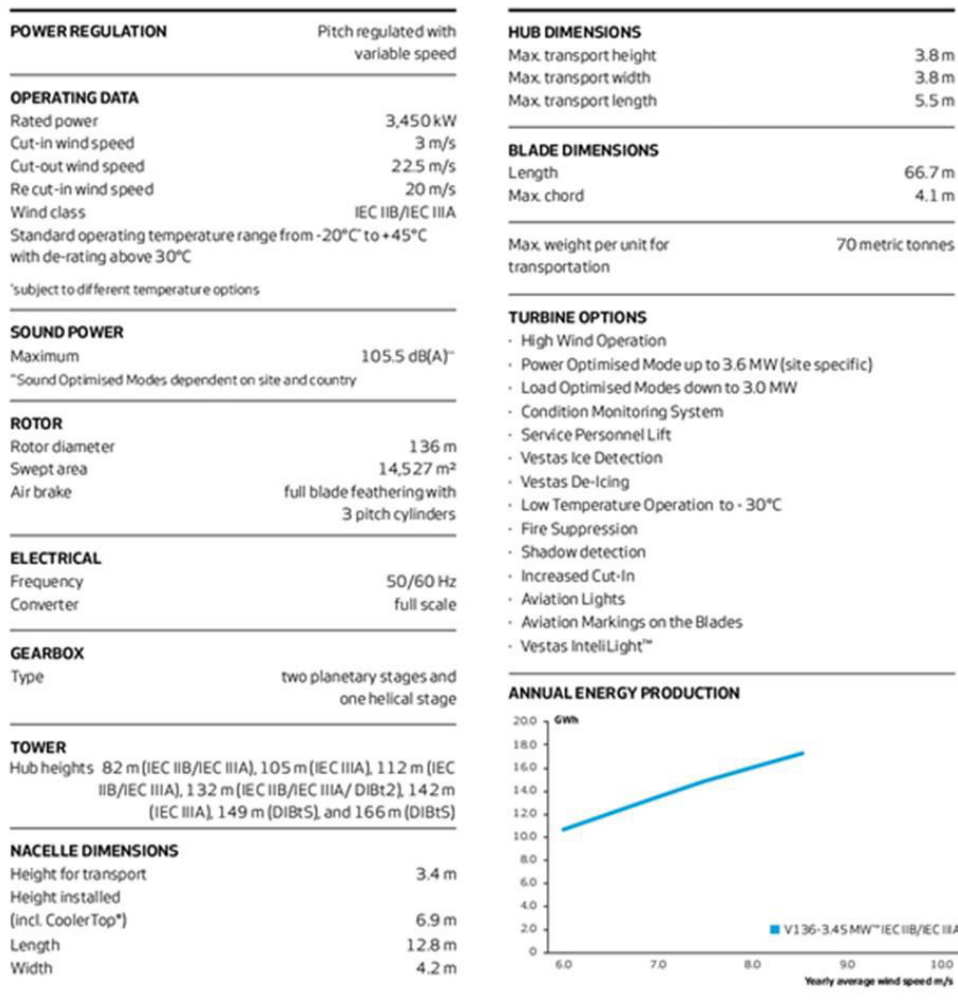 POWER REGULATION Pitch regulated with
variable speed
OPERATING DATA
Rated power 3,450 kW
Cut-in wind speed 3 m/s
Cut-out wind speed 22.5 m/s
Re cut-in wind speed 20 m/s
Wind class IEC IIB/IEC IIIA
Standard operating temperature range from -20°C* to +45°C
with de-rating above 30°C
*subject to different temperature options
SOUND POWER
Maximum 105.5 dB(A)**
**Sound Optimised Modes dependent on site and country
ROTOR
Rotor diameter 136 m
Swept area 14,527 m²
Air brake full blade feathering with
3 pitch cylinders
ELECTRICAL
Frequency 50/60 Hz
Converter full scale
GEARBOX
Type two planetary stages and
one helical stage
TOWER
Hub heights 82 m (IEC IIB/IEC IIIA), 105 m (IEC IIIA), 112 m (IEC
IIB/IEC IIIA), 132 m (IEC IIB/IEC IIIA/ DIBt2), 142 m
(IEC IIIA), 149 m (DIBtS), and 166 m (DIBtS)
NACELLE DIMENSIONS
Height for transport 3.4 m
Height installed
(incl. CoolerTop®) 6.9 m
Length 12.8 m
Width 4.2 m
HUB DIMENSIONS
Max. transport height 3.8 m
Max. transport width 3.8 m
Max. transport length 5.5 m
BLADE DIMENSIONS
Length 66.7 m
Max. chord 4.1 m
Max. weight per unit for 70 metric tonnes
transportation
TURBINE OPTIONS
· High Wind Operation
· Power Optimised Mode up to 3.6 MW (site specific)
· Load Optimised Modes down to 3.0 MW
· Condition Monitoring System
· Service Personnel Lift
· Vestas Ice Detection
· Vestas De-Icing
· Low Temperature Operation to - 30°C
· Fire Suppression
· Shadow detection
· Increased Cut-In
· Aviation Lights
· Aviation Markings on the Blades
· Vestas InteliLight™
ANNUAL ENERGY PRODUCTION
20.0 GWh
18.0
16.0
14.0
12.0
10.0
8.0
6.0
4.0
2.0
0
V136-3.45 MW™ IEC IIB/IEC IIIA
6.0 7.0 8.0 9.0 10.0
Yearly average wind speed m/s